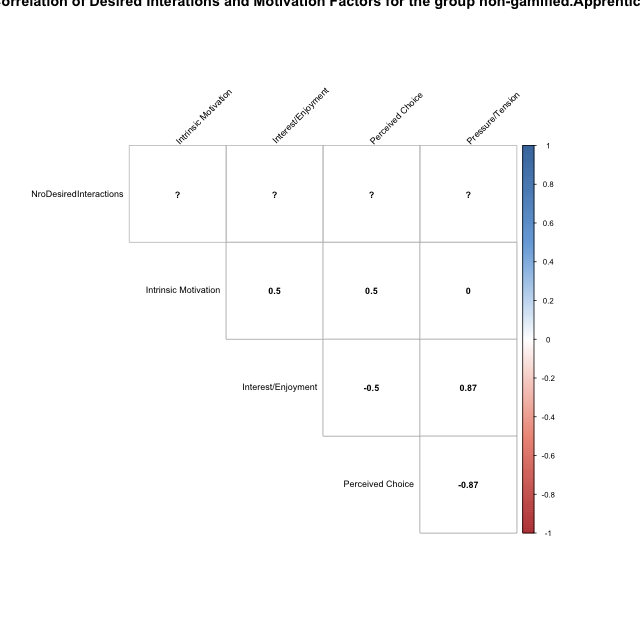 orrelation of Desired Interations and Motivation Factors for the group non-gamified.Apprentic
Intrinsic Motivation
Interest/Enjoyment
Perceived Choice
Pressure/Tension
NroDesiredInteractions ? ? ? ?
Intrinsic Motivation 0.5 0.5 0
Interest/Enjoyment -0.5 0.87
Perceived Choice -0.87
1
0.8
0.6
0.4
0.2
0
-0.2
-0.4
-0.6
-0.8
-1